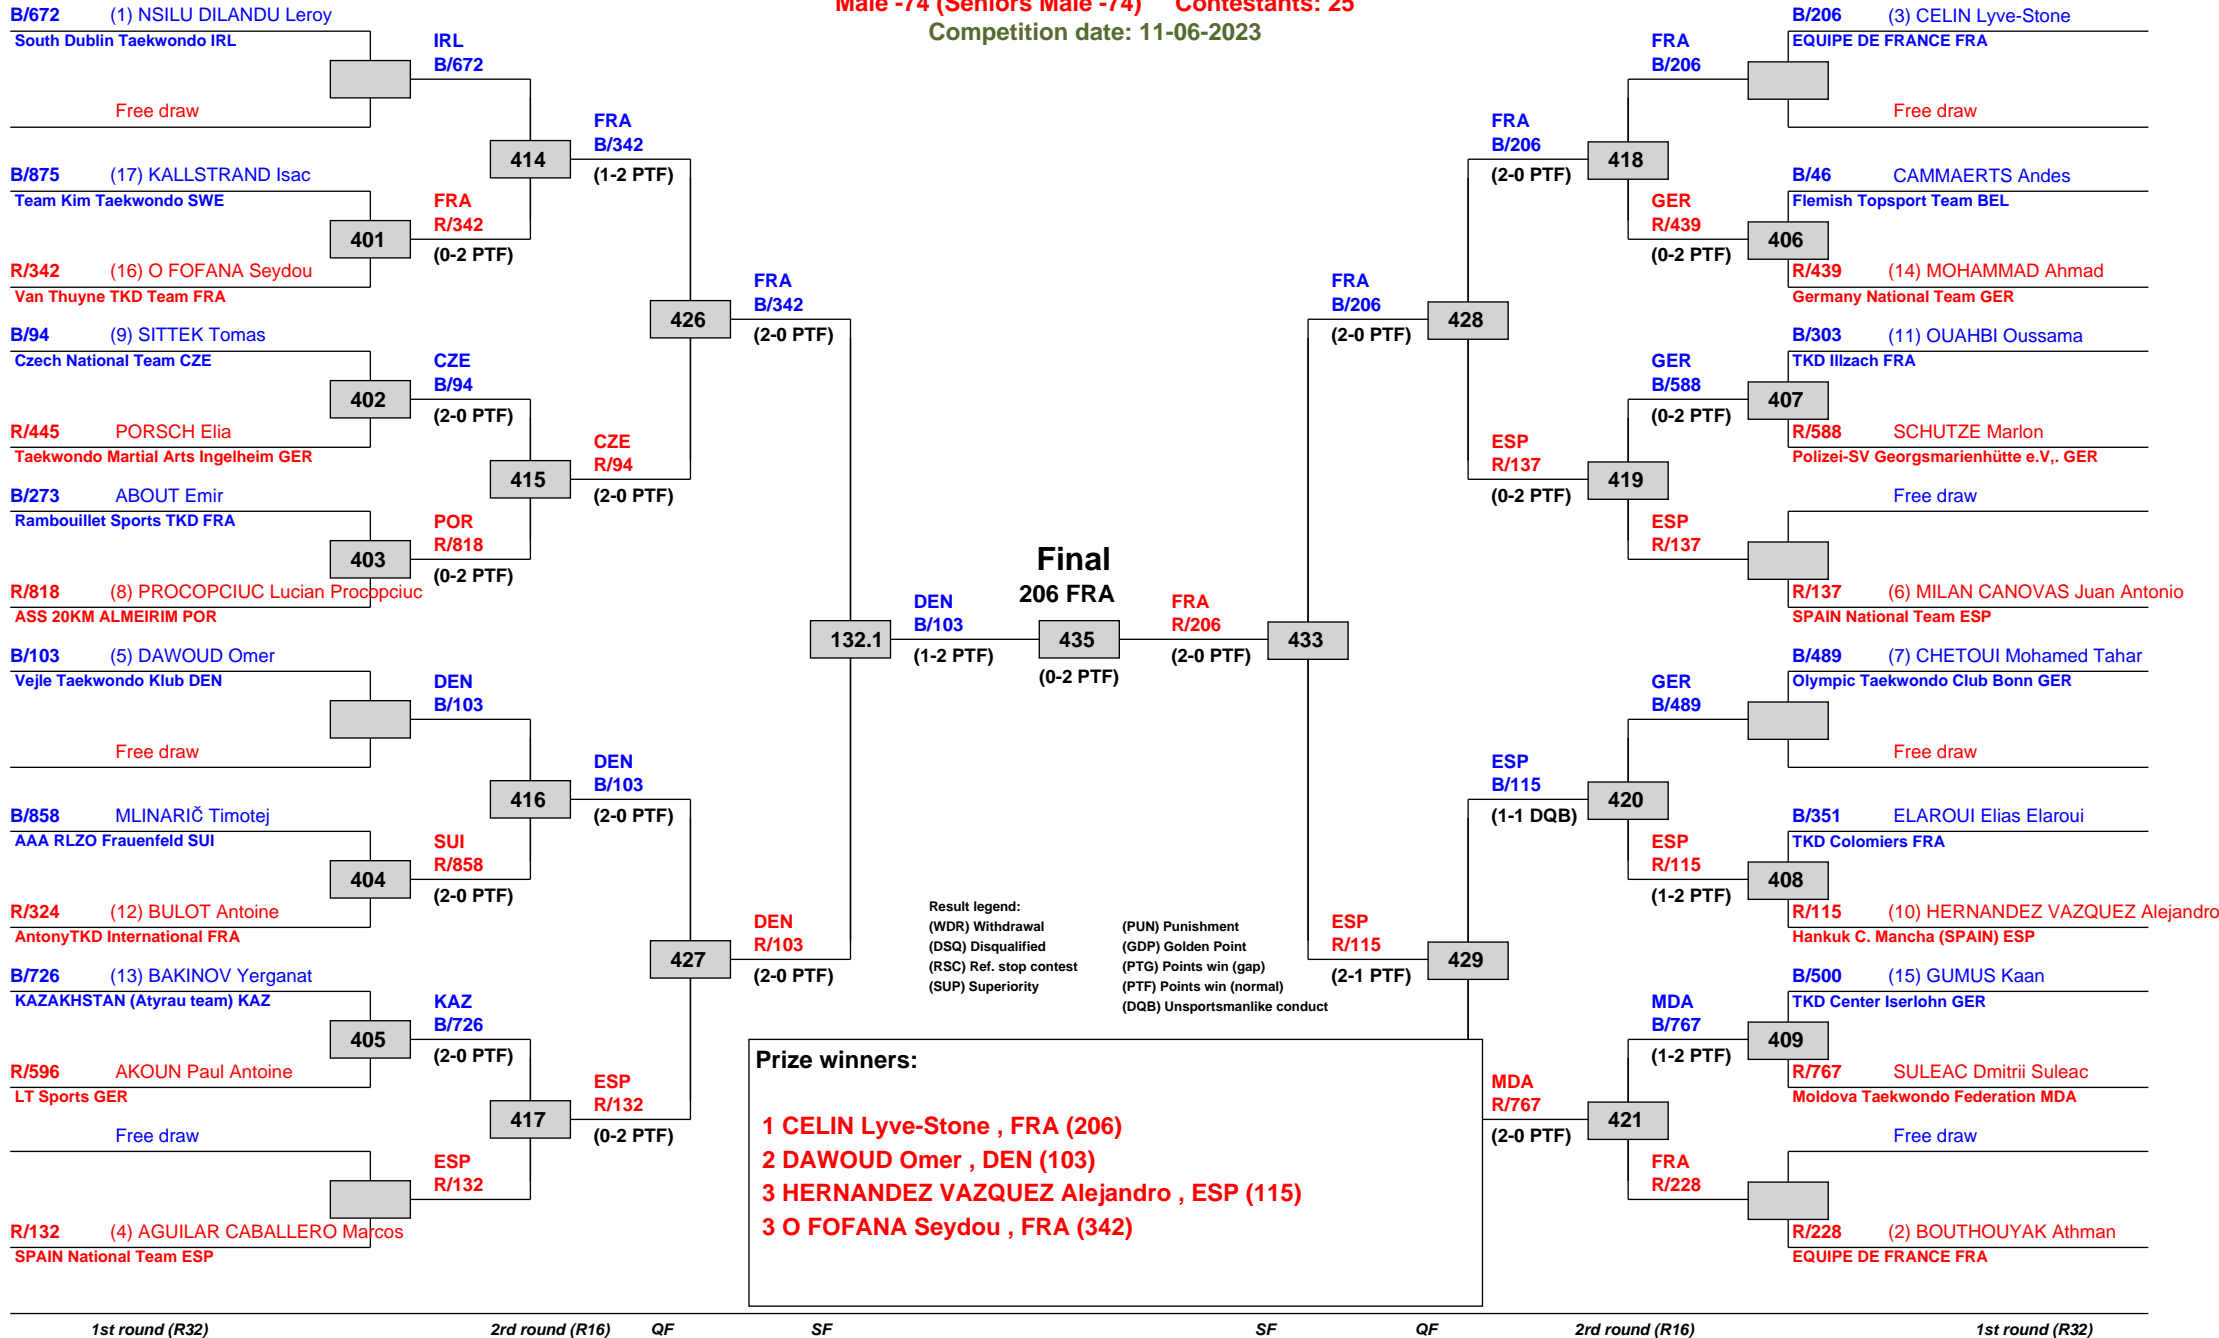 Male -74 (Seniors Male -74) Contestants: 25
Competition date: 11-06-2023
B/672 (1) NSILU DILANDU Leroy
South Dublin Taekwondo IRL
Free draw
B/875 (17) KALLSTRAND Isac
Team Kim Taekwondo SWE
401
R/342 (16) O FOFANA Seydou
Van Thuyne TKD Team FRA
B/94 (9) SITTEK Tomas
Czech National Team CZE
402
R/445 PORSCH Elia
Taekwondo Martial Arts Ingelheim GER
B/273 ABOUT Emir
Rambouillet Sports TKD FRA
403
R/818 (8) PROCOPCIUC Lucian Procopciuc
ASS 20KM ALMEIRIM POR
B/103 (5) DAWOUD Omer
Vejle Taekwondo Klub DEN
Free draw
B/858 MLINARIČ Timotej
AAA RLZO Frauenfeld SUI
404
R/324 (12) BULOT Antoine
AntonyTKD International FRA
B/726 (13) BAKINOV Yerganat
KAZAKHSTAN (Atyrau team) KAZ
405
R/596 AKOUN Paul Antoine
LT Sports GER
Free draw
R/132 (4) AGUILAR CABALLERO Marcos
SPAIN National Team ESP
IRL
B/672
414
FRA
R/342
(0-2 PTF)
CZE
B/94
(2-0 PTF)
415
POR
R/818
(0-2 PTF)
DEN
B/103
416
SUI
R/858
(2-0 PTF)
KAZ
B/726
(2-0 PTF)
417
ESP
R/132
FRA
B/342
(1-2 PTF)
426
CZE
R/94
(2-0 PTF)
DEN
B/103
(2-0 PTF)
427
ESP
R/132
(0-2 PTF)
FRA
B/342
(2-0 PTF)
132.1
DEN
R/103
(2-0 PTF)
DEN
B/103
(1-2 PTF)
Final
206 FRA
435
(0-2 PTF)
FRA
R/206
(2-0 PTF)
433
FRA
B/206
(2-0 PTF)
428
ESP
R/115
(2-1 PTF)
429
FRA
B/206
(2-0 PTF)
418
ESP
R/137
(0-2 PTF)
419
ESP
B/115
(1-1 DQB)
420
MDA
R/767
(2-0 PTF)
421
FRA
B/206
GER
R/439
(0-2 PTF)
GER
B/588
(0-2 PTF)
ESP
R/137
GER
B/489
ESP
R/115
(1-2 PTF)
MDA
B/767
(1-2 PTF)
FRA
R/228
B/206 (3) CELIN Lyve-Stone
EQUIPE DE FRANCE FRA
Free draw
B/46 CAMMAERTS Andes
Flemish Topsport Team BEL
406
R/439 (14) MOHAMMAD Ahmad
Germany National Team GER
B/303 (11) OUAHBI Oussama
TKD Illzach FRA
407
R/588 SCHUTZE Marlon
Polizei-SV Georgsmarienhütte e.V,. GER
Free draw
R/137 (6) MILAN CANOVAS Juan Antonio
SPAIN National Team ESP
B/489 (7) CHETOUI Mohamed Tahar
Olympic Taekwondo Club Bonn GER
Free draw
B/351 ELAROUI Elias Elaroui
TKD Colomiers FRA
408
R/115 (10) HERNANDEZ VAZQUEZ Alejandro
Hankuk C. Mancha (SPAIN) ESP
B/500 (15) GUMUS Kaan
TKD Center Iserlohn GER
409
R/767 SULEAC Dmitrii Suleac
Moldova Taekwondo Federation MDA
Free draw
R/228 (2) BOUTHOUYAK Athman
EQUIPE DE FRANCE FRA
Result legend:
(WDR) Withdrawal (PUN) Punishment
(DSQ) Disqualified (GDP) Golden Point
(RSC) Ref. stop contest (PTG) Points win (gap)
(SUP) Superiority (PTF) Points win (normal)
(DQB) Unsportsmanlike conduct
Prize winners:
1 CELIN Lyve-Stone , FRA (206)
2 DAWOUD Omer , DEN (103)
3 HERNANDEZ VAZQUEZ Alejandro , ESP (115)
3 O FOFANA Seydou , FRA (342)
1st round (R32) 2rd round (R16) QF SF SF QF 2rd round (R16) 1st round (R32)